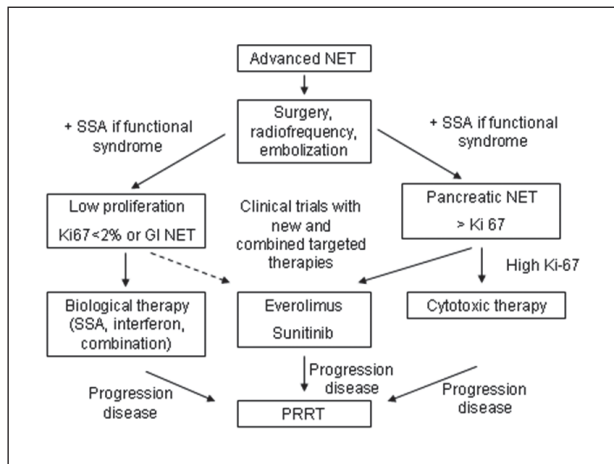 Advanced NET
Surgery,
radiofrequency,
embolization
+ SSA if functional
syndrome
+ SSA if functional
syndrome
Low proliferation
Ki67<2% or GI NET
Clinical trials with
new and
combined targeted
therapies
Pancreatic NET
> Ki 67
High Ki-67
Biological therapy
(SSA, interferon,
combination)
Everolimus
Sunitinib
Cytotoxic therapy
Progression
disease
Progression
disease
Progression
disease
PRRT